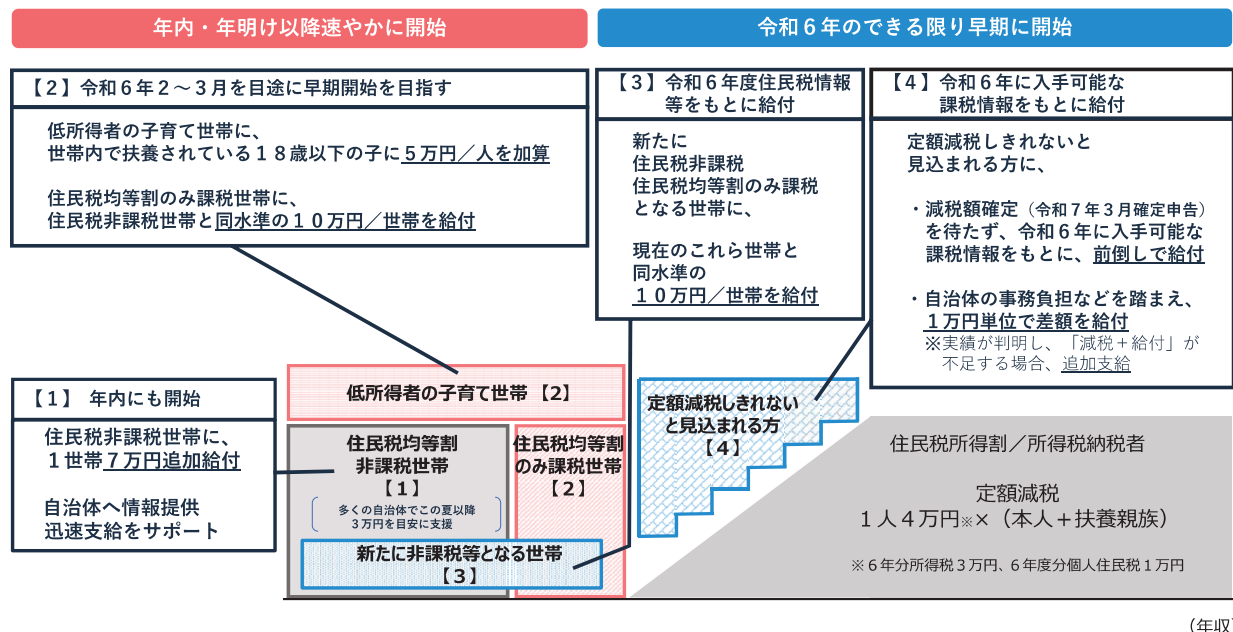 年内・年明け以降速やかに開始
令和６年のできる限り早期に開始
【２】令和６年２～３月を目途に早期開始を目指す
低所得者の子育て世帯に、
世帯内で扶養されている１８歳以下の子に５万円／人を加算
住民税均等割のみ課税世帯に、
住民税非課税世帯と同水準の１０万円／世帯を給付
【３】令和６年度住民税情報
等をもとに給付
新たに
住民税非課税
住民税均等割のみ課税
となる世帯に、
現在のこれら世帯と
同水準の
１０万円／世帯を給付
【４】令和６年に入手可能な
課税情報をもとに給付
定額減税しきれないと
見込まれる方に、
・減税額確定（令和７年３月確定申告）
を待たず、令和６年に入手可能な
課税情報をもとに、前倒しで給付
・自治体の事務負担などを踏まえ、
１万円単位で差額を給付
※実績が判明し、「減税＋給付」が
不足する場合、追加支給
【１】 年内にも開始
住民税非課税世帯に、
１世帯７万円追加給付
自治体へ情報提供
迅速支給をサポート
低所得者の子育て世帯【2】
住民税均等割
非課税世帯
【１】
多くの自治体でこの夏以降
３万円を目安に支援
住民税均等割
のみ課税世帯
【２】
新たに非課税等となる世帯
【３】
定額減税しきれない
と見込まれる方
【４】
住民税所得割／所得税納税者
定額減税
１人４万円※×（本人＋扶養親族）
※６年分所得税３万円、６年度分個人住民税１万円
（年収）